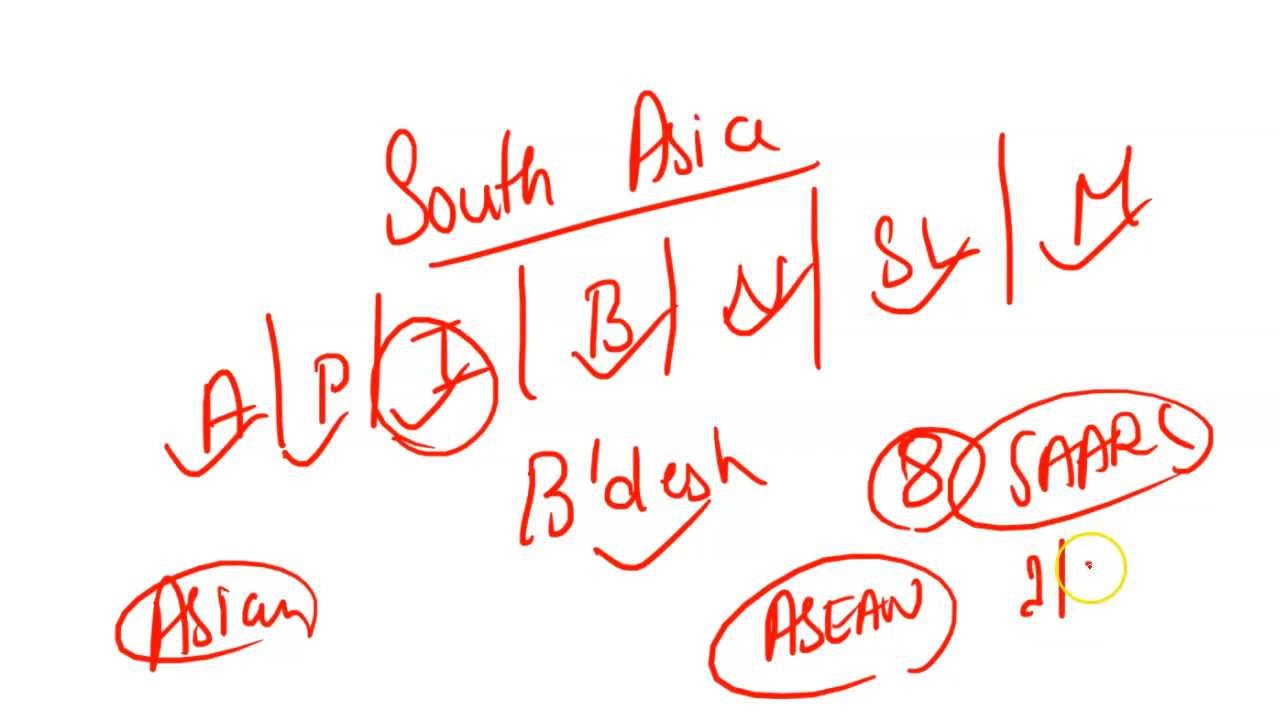 South Asia
A | P | I | B | N | SL | M
B'desh
8 SAARC
Asian
ASEAN